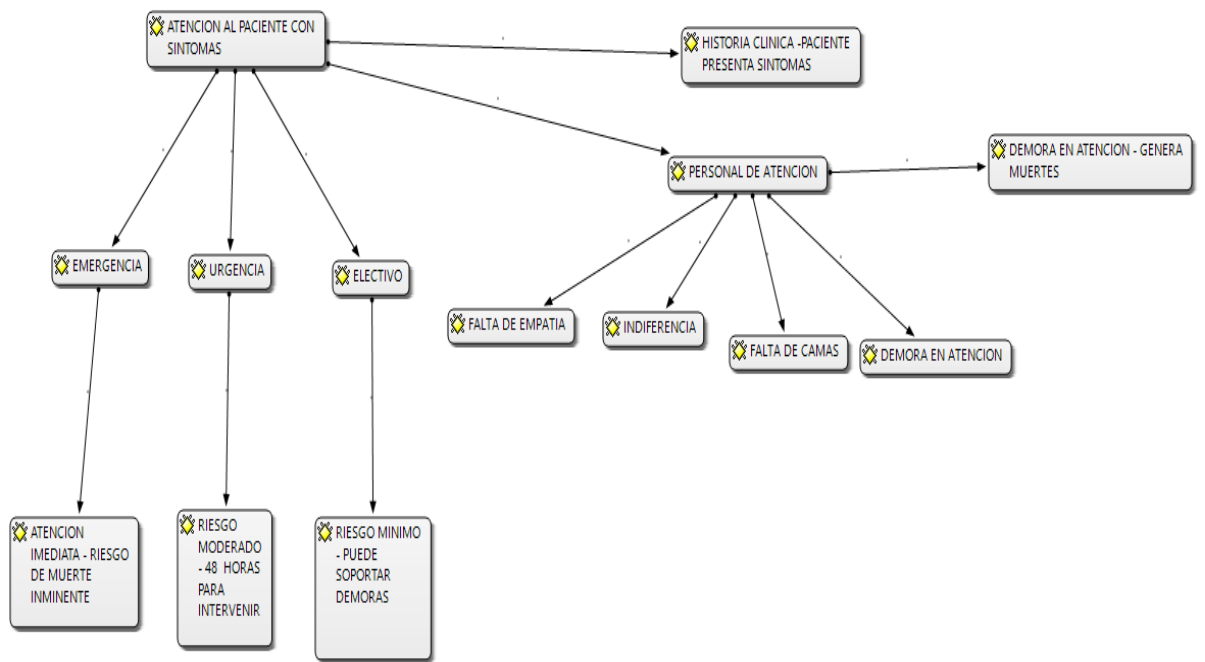 ATENCION AL PACIENTE CON
SINTOMAS
HISTORIA CLINICA -PACIENTE
PRESENTA SINTOMAS
DEMORA EN ATENCION - GENERA
MUERTES
PERSONAL DE ATENCION
EMERGENCIA
URGENCIA
ELECTIVO
FALTA DE EMPATIA
INDIFERENCIA
FALTA DE CAMAS
DEMORA EN ATENCION
ATENCION
IMEDIATA - RIESGO
DE MUERTE
INMINENTE
RIESGO
MODERADO
- 48 HORAS
PARA
INTERVENIR
RIESGO MINIMO
- PUEDE
SOPORTAR
DEMORAS